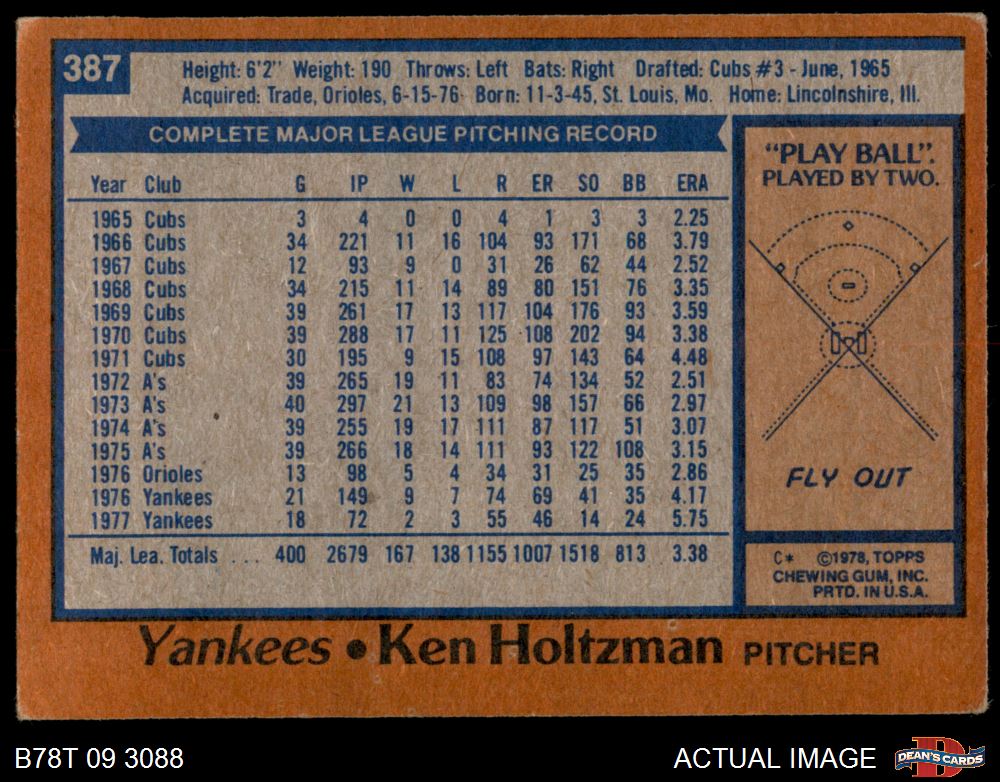 387
Height: 6'2" Weight: 190 Throws: Left Bats: Right Drafted: Cubs #3 - June, 1965
Acquired: Trade, Orioles, 6-15-76 Born: 11-3-45, St. Louis, Mo. Home: Lincolnshire, Ill.
COMPLETE MAJOR LEAGUE PITCHING RECORD
Year Club G IP W L R ER SO BB ERA
1965 Cubs 3 4 0 0 4 1 3 3 2.25
1966 Cubs 34 221 11 16 104 93 171 68 3.79
1967 Cubs 12 93 9 0 31 26 62 44 2.52
1968 Cubs 34 215 11 14 89 80 151 76 3.35
1969 Cubs 39 261 17 13 117 104 176 93 3.59
1970 Cubs 39 288 17 11 125 108 202 94 3.38
1971 Cubs 30 195 9 15 108 97 143 64 4.48
1972 A's 39 265 19 11 83 74 134 52 2.51
1973 A's 40 297 21 13 109 98 157 66 2.97
1974 A's 39 255 19 17 111 87 117 51 3.07
1975 A's 39 266 18 14 111 93 122 108 3.15
1976 Orioles 13 98 5 4 34 31 25 35 2.86
1976 Yankees 21 149 9 7 74 69 41 35 4.17
1977 Yankees 18 72 2 3 55 46 14 24 5.75
Maj. Lea. Totals . . . 400 2679 167 138 1155 1007 1518 813 3.38
"PLAY BALL".
PLAYED BY TWO.
FLY OUT
C* ©1978, TOPPS
CHEWING GUM, INC.
PRTD. IN U.S.A.
Yankees • Ken Holtzman PITCHER
B78T 09 3088
ACTUAL IMAGE
D
DEAN'S CARDS